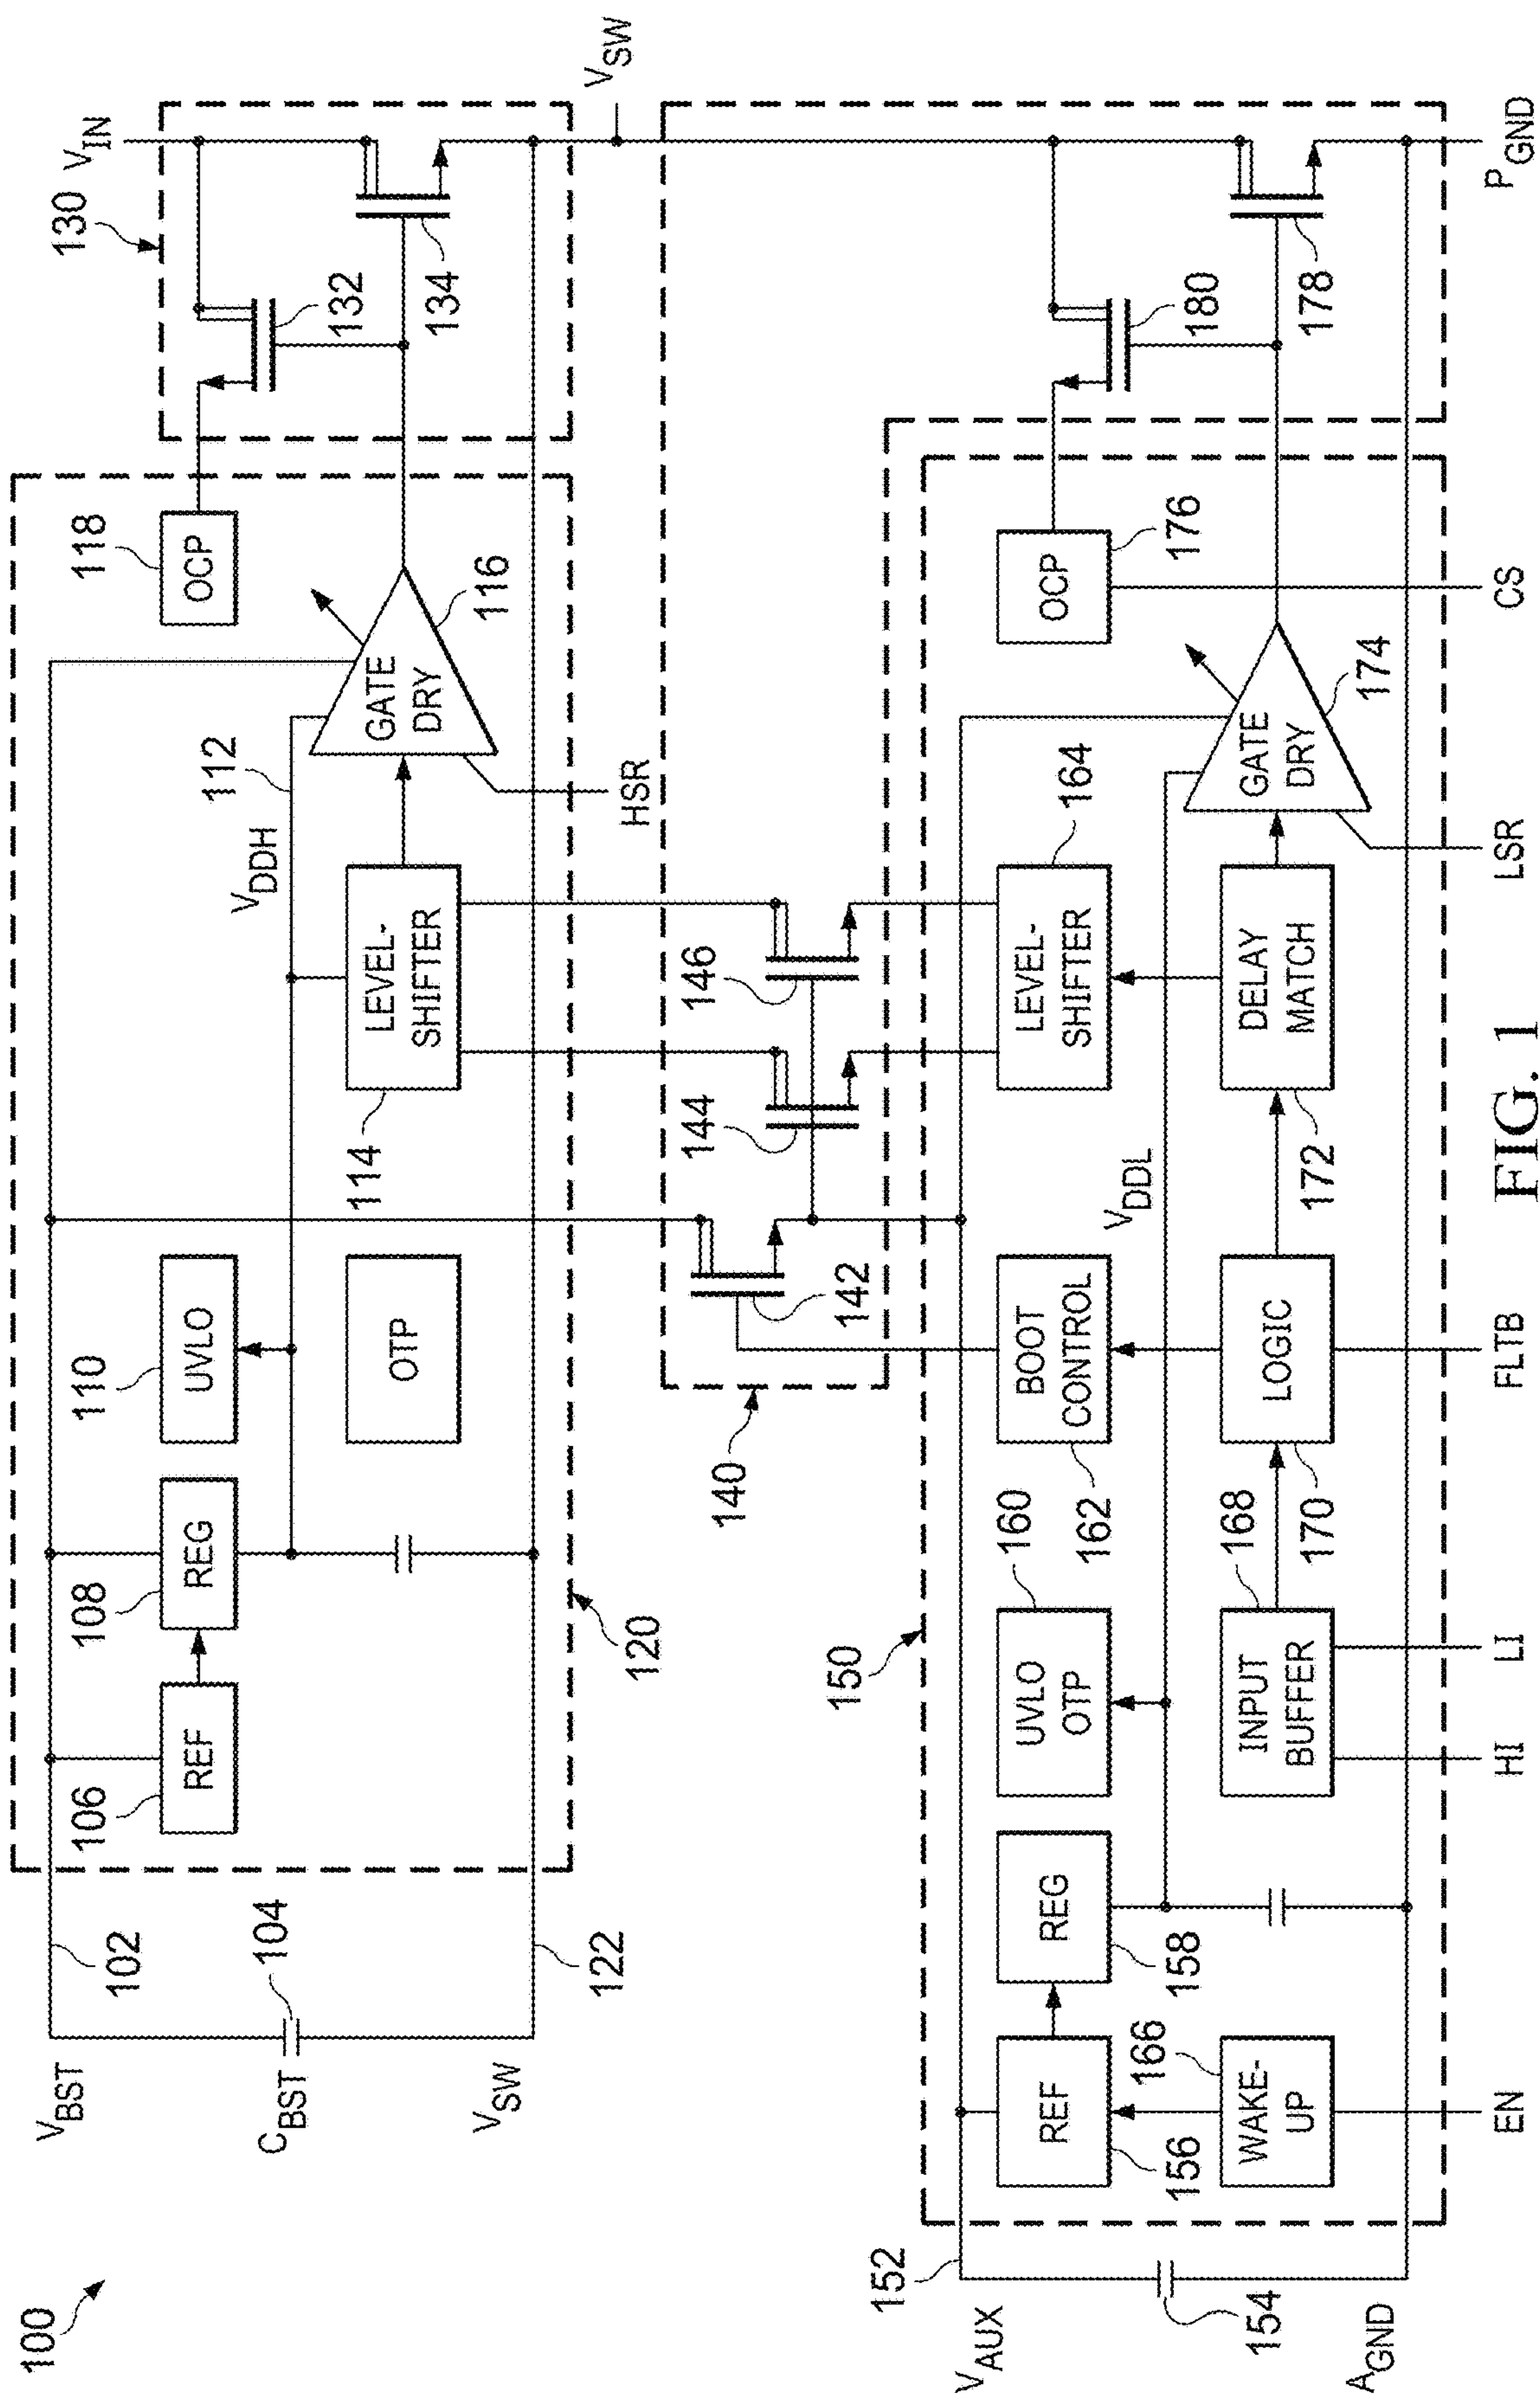 100
V_BST
102
C_BST
104
V_SW
122
106
REF
108
REG
110
UVLO
OTP
120
V_DDH
112
114
LEVEL-
SHIFTER
GATE
DRY
116
HSR
118
OCP
130
V_IN
132
134
V_SW
140
142
144
146
150
V_AUX
152
154
A_GND
REF
156
REG
158
WAKE-
UP
166
UVLO
OTP
160
INPUT
BUFFER
168
BOOT
CONTROL
162
LOGIC
170
V_DDL
LEVEL-
SHIFTER
164
DELAY
MATCH
172
GATE
DRY
174
OCP
176
180
178
EN
HI
LI
FLTB
LSR
CS
P_GND
FIG. 1